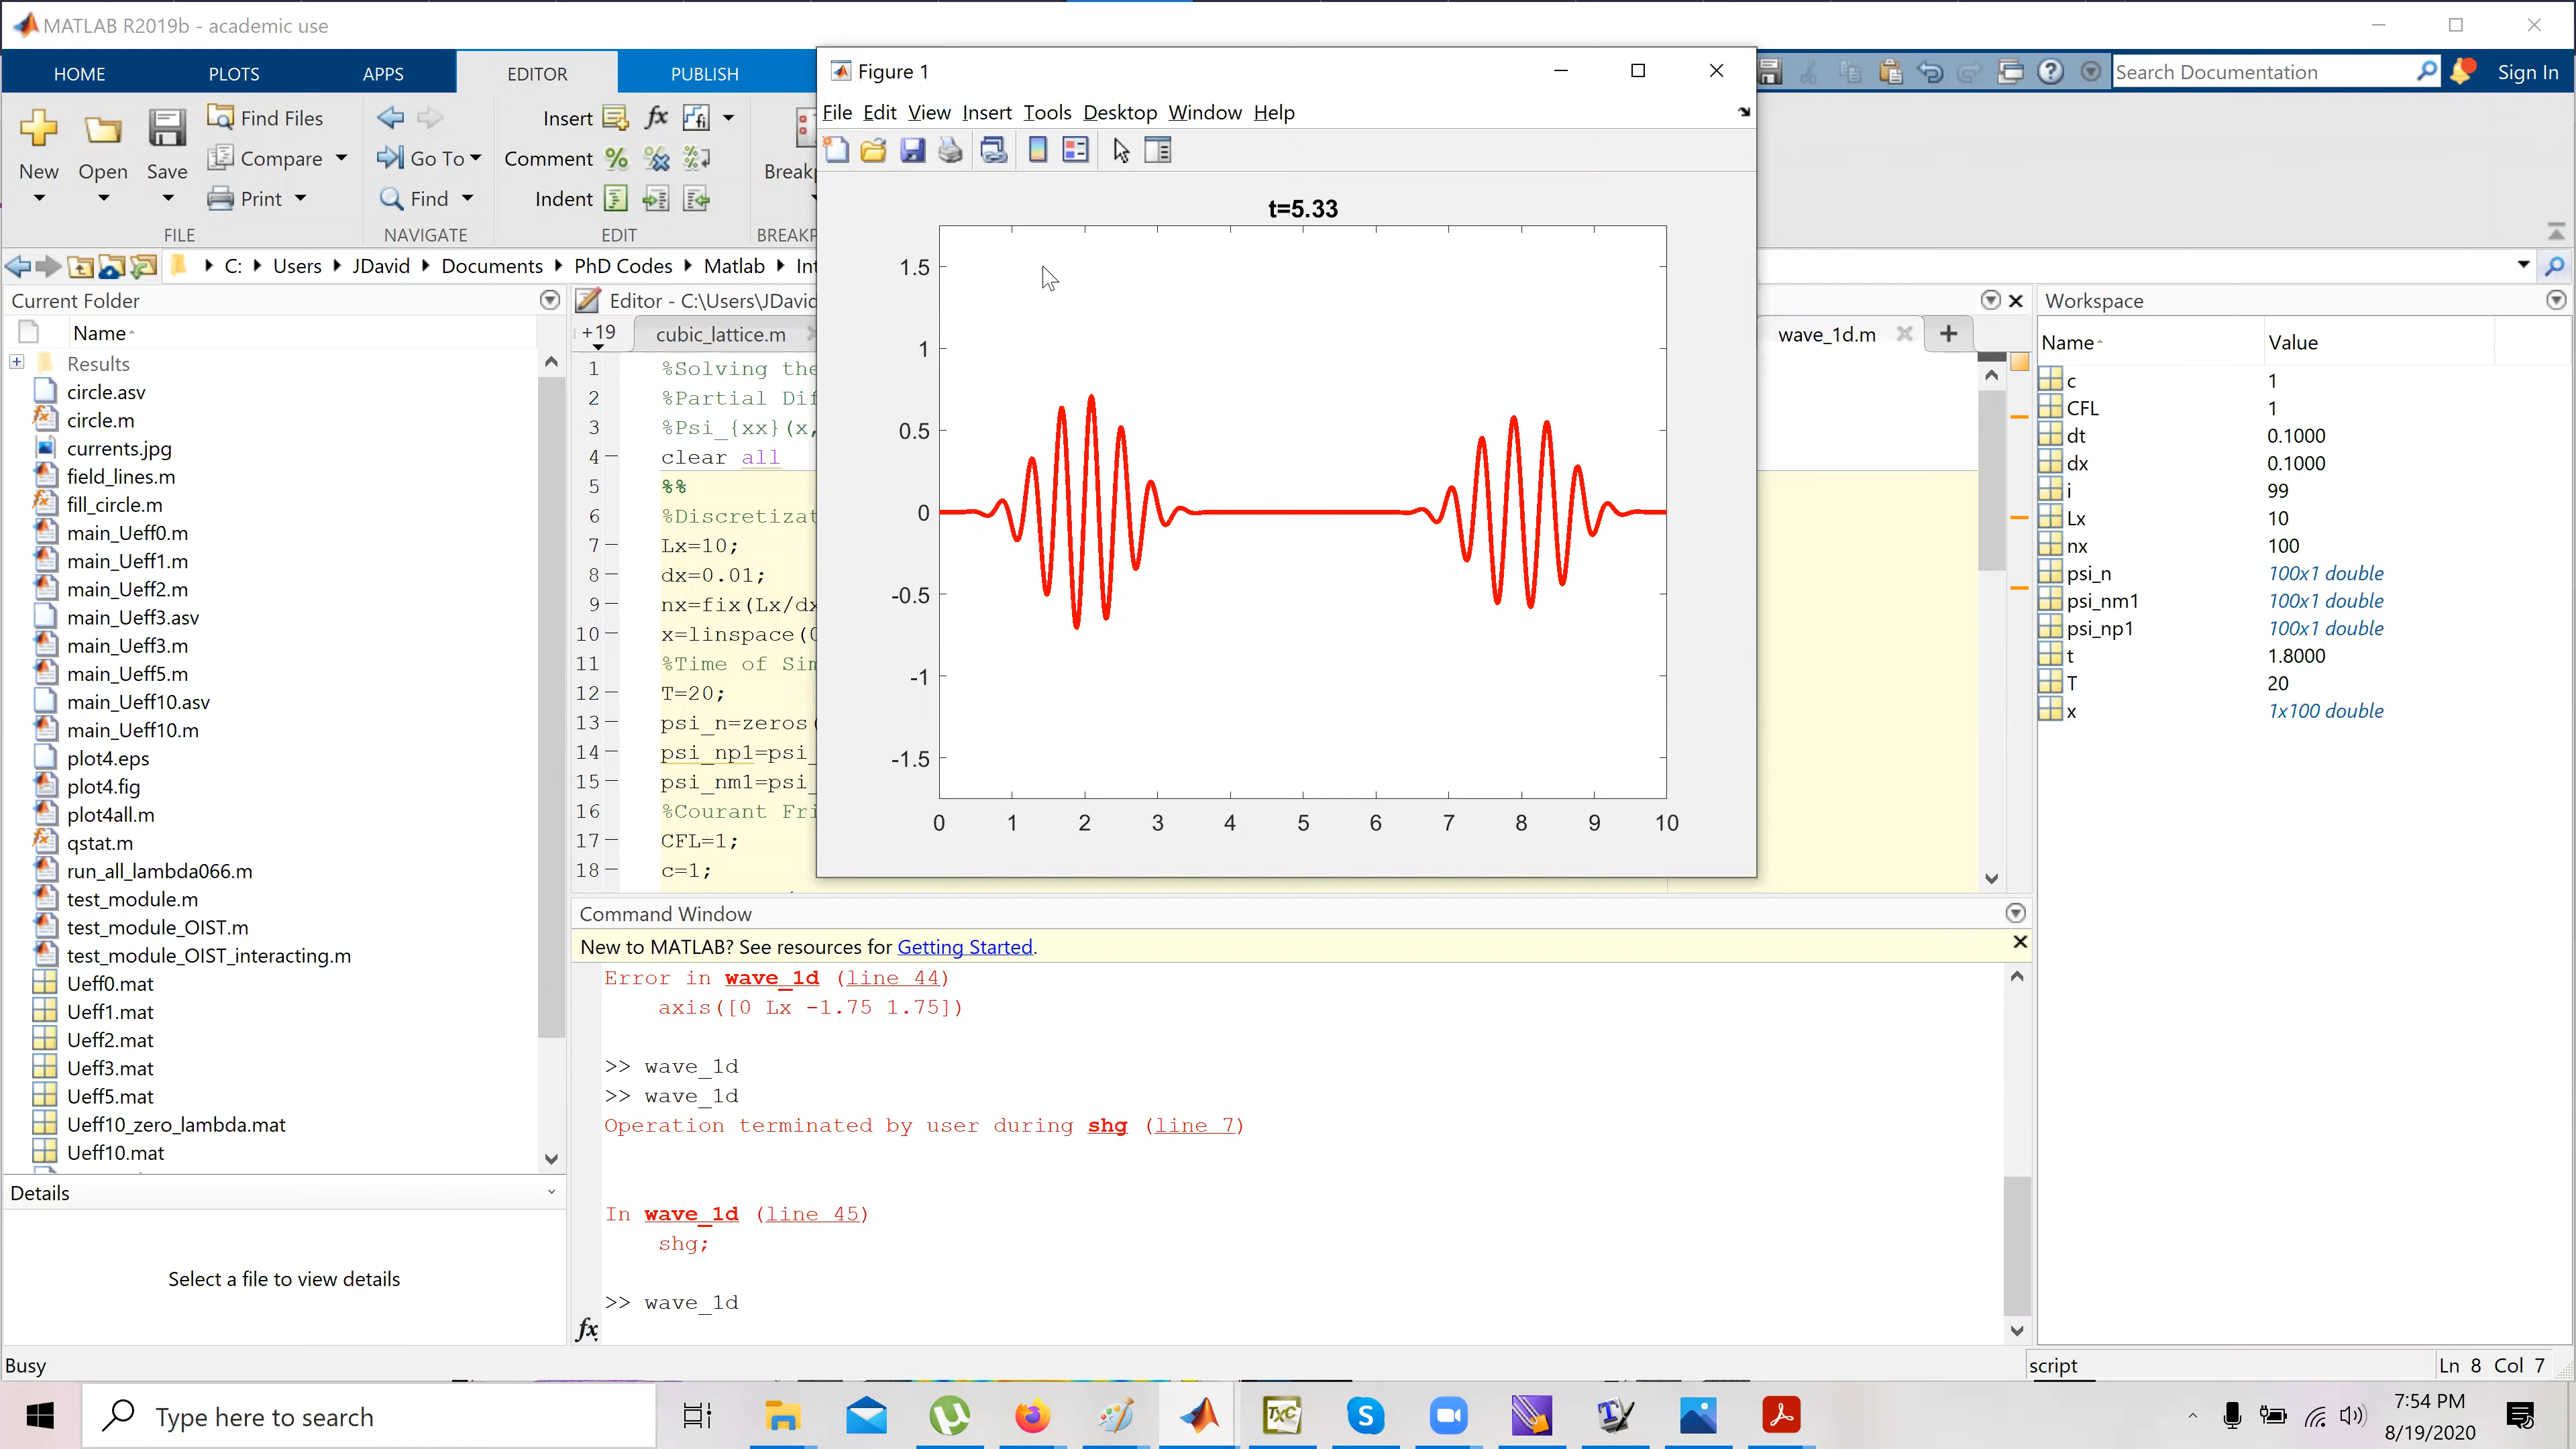 MATLAB R2019b - academic use
HOME PLOTS APPS EDITOR PUBLISH
Search Documentation
Sign In
New
Open
Save
Find Files
Compare
Print
FILE
Go To
Find
NAVIGATE
Insert
Comment
Indent
fx
fi
EDIT
BREAKP
C: Users JDavid Documents PhD Codes Matlab
Current Folder
Name
Results
circle.asv
circle.m
currents.jpg
field_lines.m
fill_circle.m
main_Ueff0.m
main_Ueff1.m
main_Ueff2.m
main_Ueff3.asv
main_Ueff3.m
main_Ueff5.m
main_Ueff10.asv
main_Ueff10.m
plot4.eps
plot4.fig
plot4all.m
qstat.m
run_all_lambda066.m
test_module.m
test_module_OIST.m
test_module_OIST_interacting.m
Ueff0.mat
Ueff1.mat
Ueff2.mat
Ueff3.mat
Ueff5.mat
Ueff10_zero_lambda.mat
Ueff10.mat
Details
Select a file to view details
Busy
Editor - C:\Users\JDavid
+19
cubic_lattice.m
wave_1d.m
1 %Solving the
2 %Partial Dif
3 %Psi_{xx}(x,
4 clear all
5 %%
6 %Discretizat
7 Lx=10;
8 dx=0.01;
9 nx=fix(Lx/dx
10 x=linspace(0
11 %Time of Sim
12 T=20;
13 psi_n=zeros(
14 psi_np1=psi_
15 psi_nm1=psi_
16 %Courant Fri
17 CFL=1;
18 c=1;
Figure 1
File Edit View Insert Tools Desktop Window Help
t=5.33
1.5
1
0.5
0
-0.5
-1
-1.5
0 1 2 3 4 5 6 7 8 9 10
Command Window
New to MATLAB? See resources for Getting Started.
Error in wave_1d (line 44)
axis([0 Lx -1.75 1.75])
>> wave_1d
>> wave_1d
Operation terminated by user during shg (line 7)
In wave_1d (line 45)
shg;
>> wave_1d
fx
Workspace
Name Value
c 1
CFL 1
dt 0.1000
dx 0.1000
i 99
Lx 10
nx 100
psi_n 100x1 double
psi_nm1 100x1 double
psi_np1 100x1 double
t 1.8000
T 20
x 1x100 double
script
Ln 8 Col 7
Type here to search
TxC
7:54 PM
8/19/2020